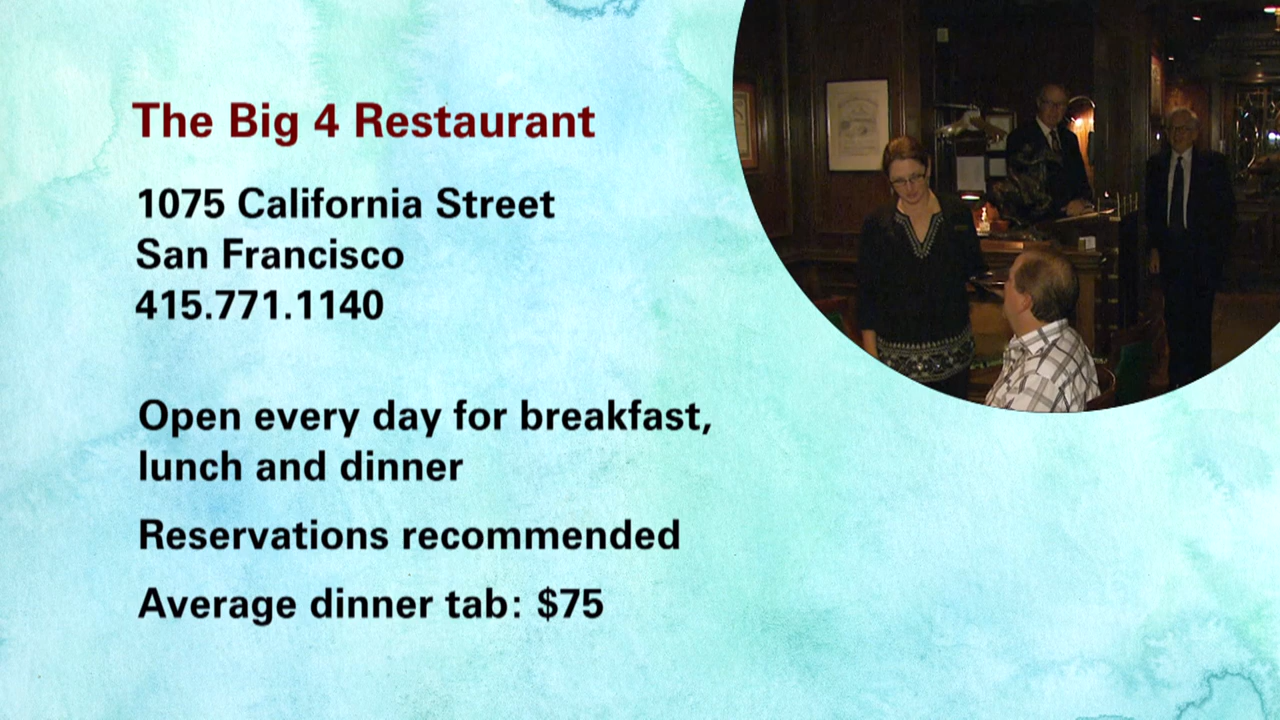 The Big 4 Restaurant
1075 California Street
San Francisco
415.771.1140
Open every day for breakfast,
lunch and dinner
Reservations recommended
Average dinner tab: $75